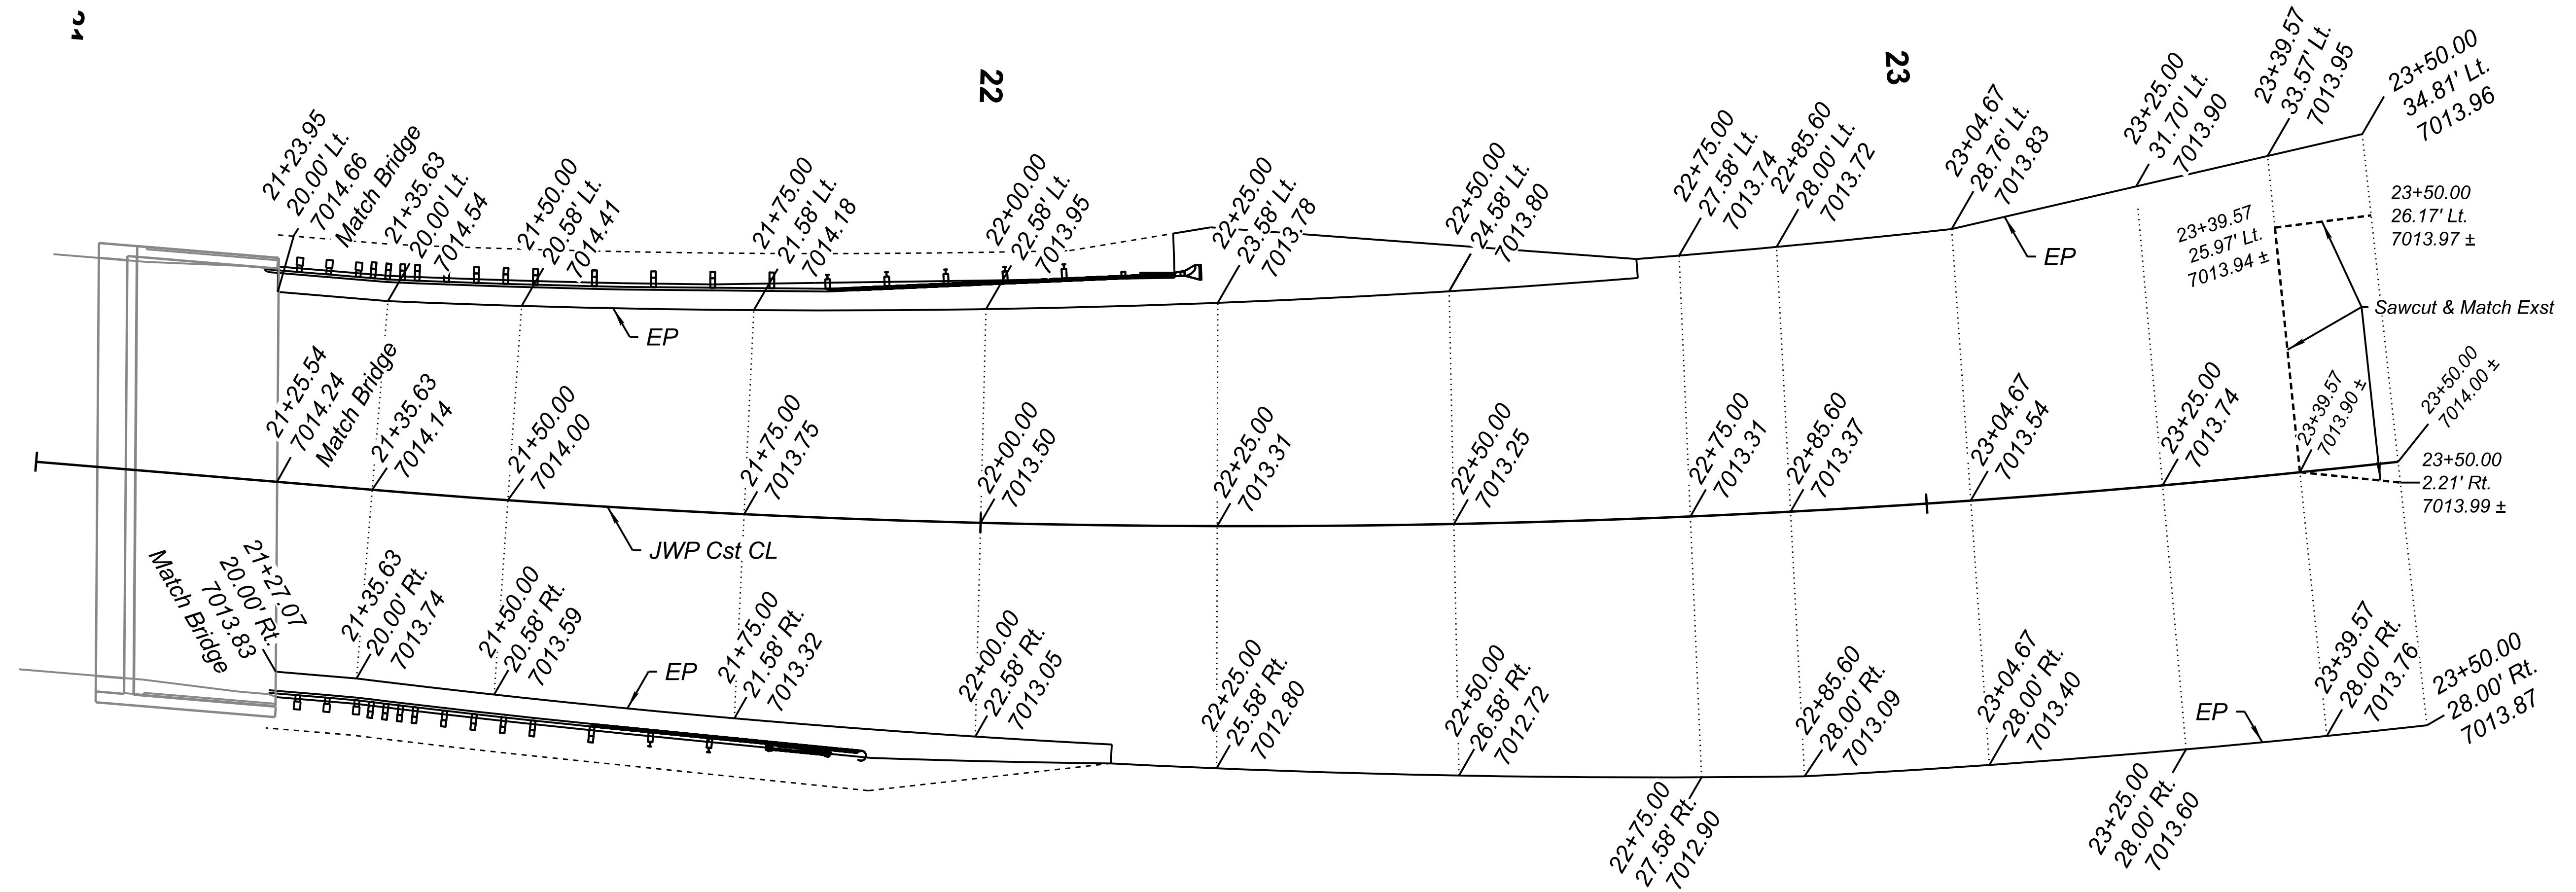 22
23
21+23.95
20.00' Lt.
7014.66
Match Bridge
21+35.63
20.00' Lt.
7014.54
21+50.00
20.58' Lt.
7014.41
21+75.00
21.58' Lt.
7014.18
22+00.00
22.58' Lt.
7013.95
22+25.00
23.58' Lt.
7013.78
22+50.00
24.58' Lt.
7013.80
22+75.00
27.58' Lt.
7013.74
22+85.60
28.00' Lt.
7013.72
23+04.67
28.76' Lt.
7013.83
23+25.00
31.70' Lt.
7013.90
23+39.57
33.57' Lt.
7013.95
23+50.00
34.81' Lt.
7013.96
23+39.57
25.97' Lt.
7013.94 ±
23+50.00
26.17' Lt.
7013.97 ±
EP
EP
Sawcut & Match Exst
21+25.54
7014.24
Match Bridge
21+35.63
7014.14
21+50.00
7014.00
21+75.00
7013.75
22+00.00
7013.50
22+25.00
7013.31
22+50.00
7013.25
22+75.00
7013.31
22+85.60
7013.37
23+04.67
7013.54
23+25.00
7013.74
23+39.57
7013.90 ±
23+50.00
7014.00 ±
23+50.00
2.21' Rt.
7013.99 ±
JWP Cst CL
21+27.07
20.00' Rt.
7013.83
Match Bridge
21+35.63
20.00' Rt.
7013.74
21+50.00
20.58' Rt.
7013.59
EP
21+75.00
21.58' Rt.
7013.32
22+00.00
22.58' Rt.
7013.05
22+25.00
25.58' Rt.
7012.80
22+50.00
26.58' Rt.
7012.72
22+75.00
27.58' Rt.
7012.90
22+85.60
28.00' Rt.
7013.09
23+04.67
28.00' Rt.
7013.40
23+25.00
28.00' Rt.
7013.60
EP
23+39.57
28.00' Rt.
7013.76
23+50.00
28.00' Rt.
7013.87